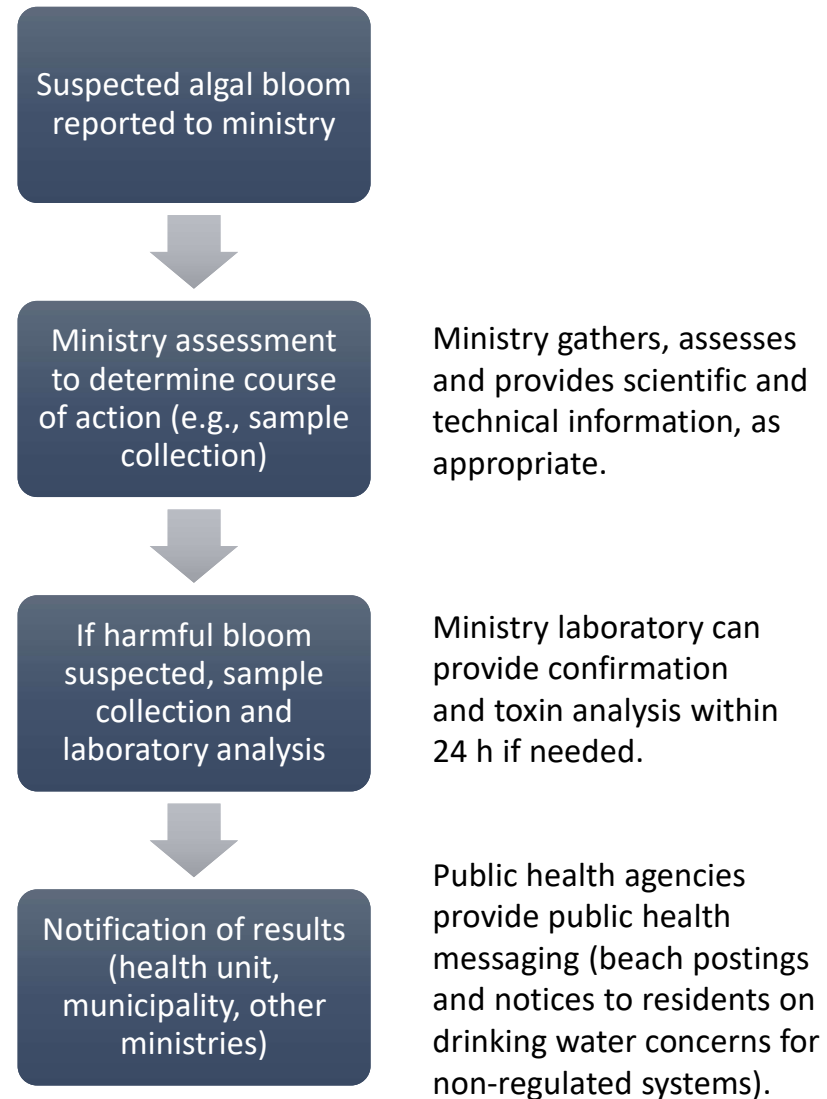 Suspected algal bloom
reported to ministry
Ministry assessment
to determine course
of action (e.g., sample
collection)
Ministry gathers, assesses
and provides scientific and
technical information, as
appropriate.
If harmful bloom
suspected, sample
collection and
laboratory analysis
Ministry laboratory can
provide confirmation
and toxin analysis within
24 h if needed.
Notification of results
(health unit,
municipality, other
ministries)
Public health agencies
provide public health
messaging (beach postings
and notices to residents on
drinking water concerns for
non-regulated systems).